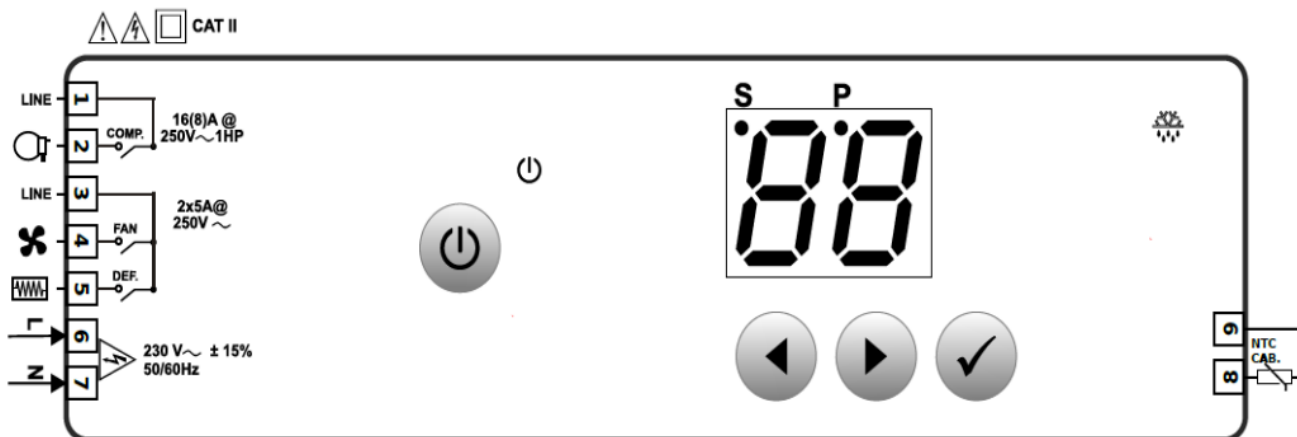 CAT II
LINE 1
16(8)A @
250V~1HP
2 COMP.
LINE 3
2x5A@
250V ~
4 FAN
5 DEF.
L 6
230 V~ ± 15%
50/60Hz
N 7
S P
88
9
NTC
CAB.
8